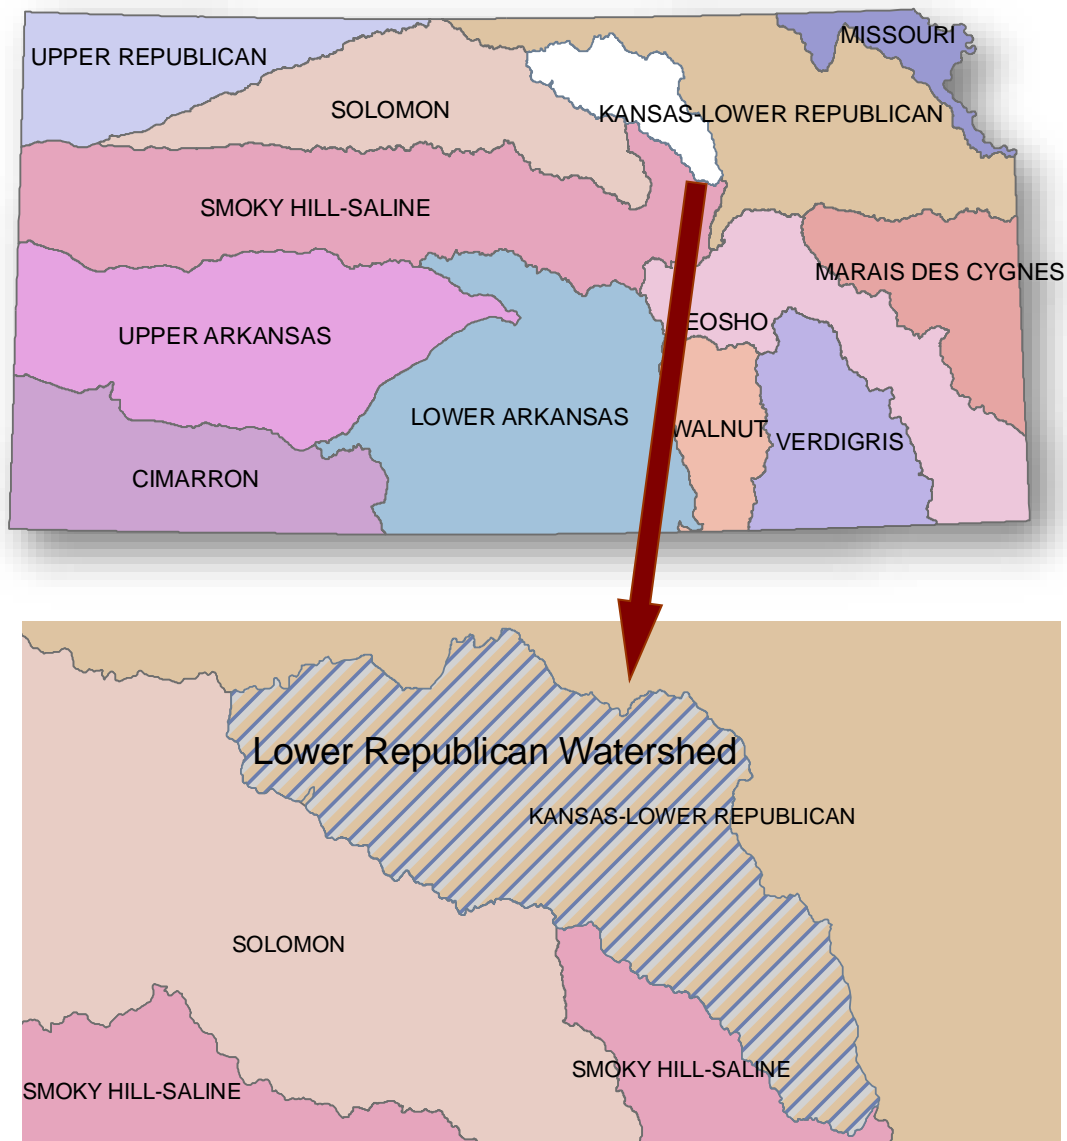 UPPER REPUBLICAN
MISSOURI
SOLOMON
KANSAS-LOWER REPUBLICAN
SMOKY HILL-SALINE
MARAIS DES CYGNES
EOSHO
UPPER ARKANSAS
LOWER ARKANSAS
WALNUT
VERDIGRIS
CIMARRON
Lower Republican Watershed
KANSAS-LOWER REPUBLICAN
SOLOMON
SMOKY HILL-SALINE
SMOKY HILL-SALINE